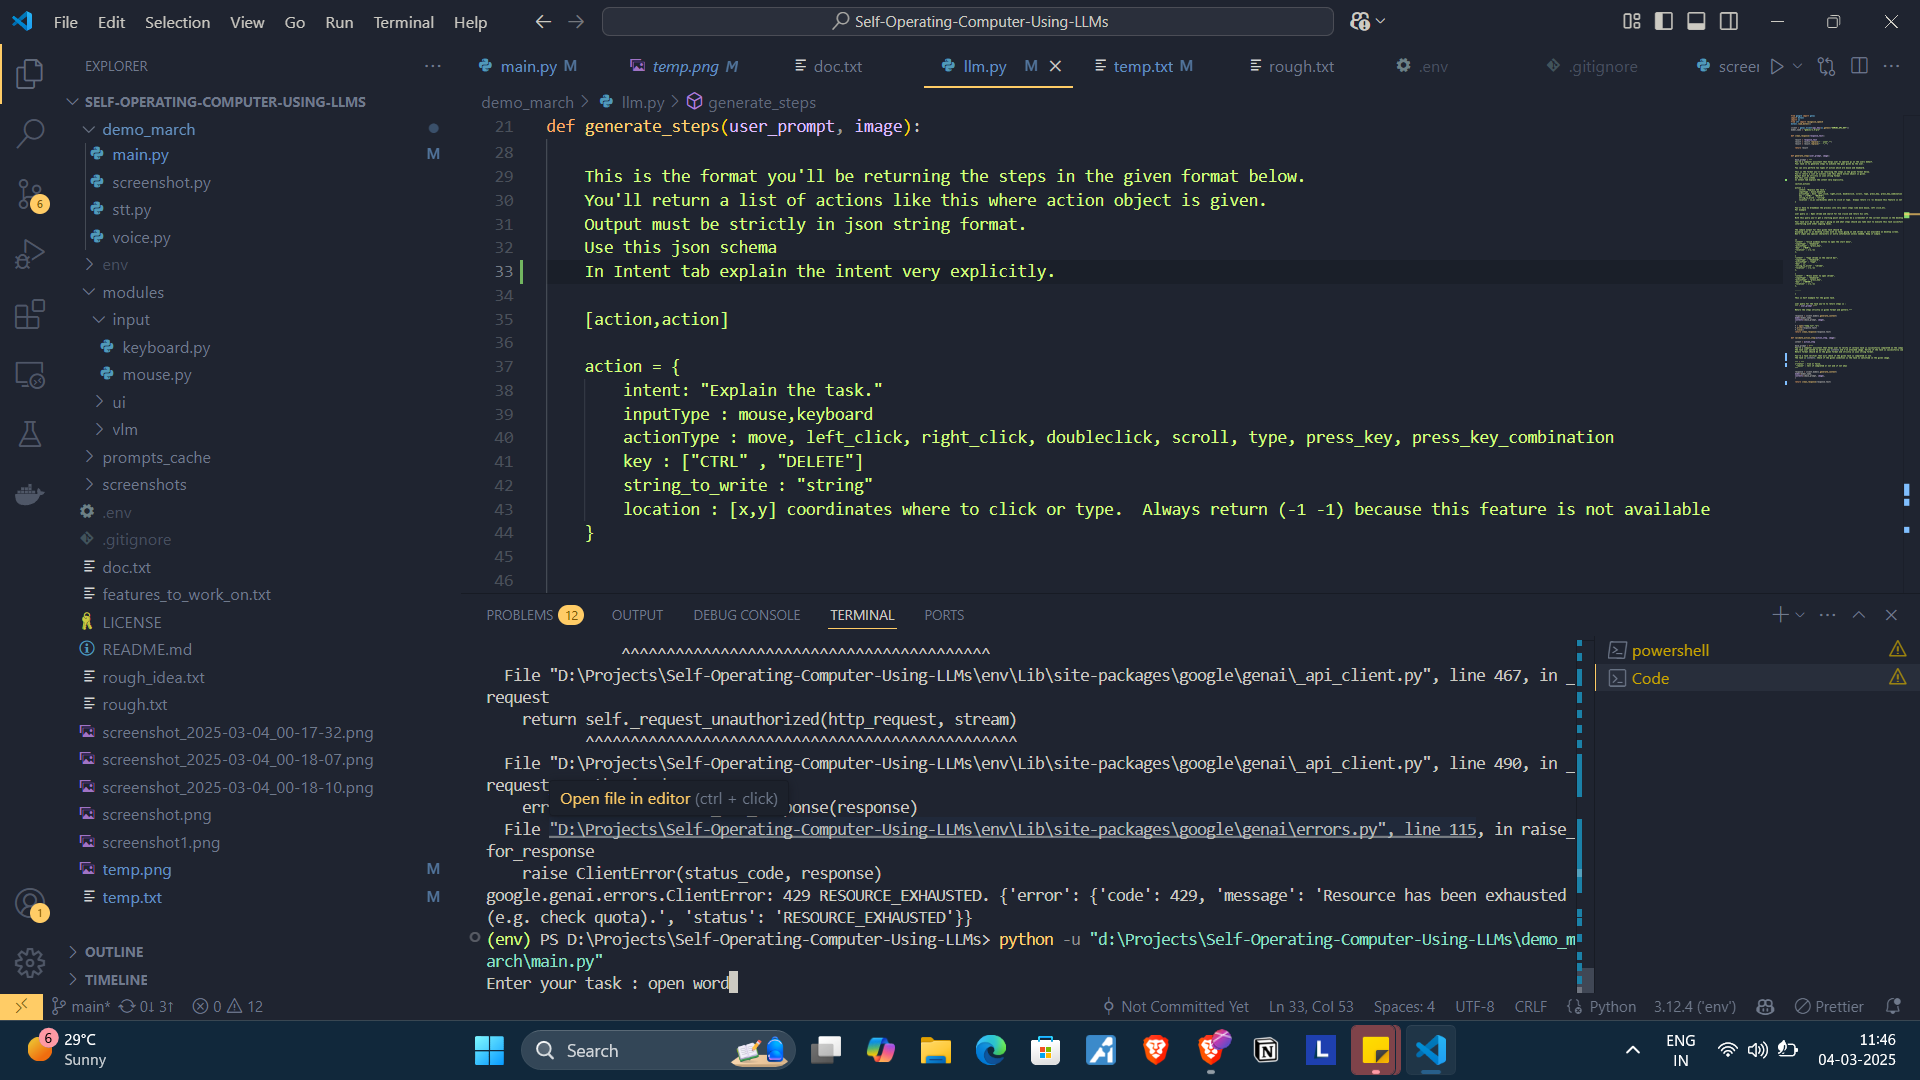 File Edit Selection View Go Run Terminal Help
Self-Operating-Computer-Using-LLMs
EXPLORER
SELF-OPERATING-COMPUTER-USING-LLMS
demo_march
main.py M
screenshot.py
stt.py
voice.py
env
modules
input
keyboard.py
mouse.py
ui
vlm
prompts_cache
screenshots
.env
.gitignore
doc.txt
features_to_work_on.txt
LICENSE
README.md
rough_idea.txt
rough.txt
screenshot_2025-03-04_00-17-32.png
screenshot_2025-03-04_00-18-07.png
screenshot_2025-03-04_00-18-10.png
screenshot.png
screenshot1.png
temp.png M
temp.txt M
OUTLINE
TIMELINE
6
1
main.py M temp.png M doc.txt llm.py M temp.txt M rough.txt .env .gitignore screen
demo_march > llm.py > generate_steps
21 def generate_steps(user_prompt, image):
28
29 This is the format you'll be returning the steps in the given format below.
30 You'll return a list of actions like this where action object is given.
31 Output must be strictly in json string format.
32 Use this json schema
33 In Intent tab explain the intent very explicitly.
34
35 [action,action]
36
37 action = {
38 intent: "Explain the task."
39 inputType : mouse,keyboard
40 actionType : move, left_click, right_click, doubleclick, scroll, type, press_key, press_key_combination
41 key : ["CTRL" , "DELETE"]
42 string_to_write : "string"
43 location : [x,y] coordinates where to click or type.  Always return (-1 -1) because this feature is not available
44 }
45
46
PROBLEMS 12 OUTPUT DEBUG CONSOLE TERMINAL PORTS
^^^^^^^^^^^^^^^^^^^^^^^^^^^^^^^^^^^^^^^^^
File "D:\Projects\Self-Operating-Computer-Using-LLMs\env\Lib\site-packages\google\genai\_api_client.py", line 467, in _
request
return self._request_unauthorized(http_request, stream)
^^^^^^^^^^^^^^^^^^^^^^^^^^^^^^^^^^^^^^^^^^^^^^^^
File "D:\Projects\Self-Operating-Computer-Using-LLMs\env\Lib\site-packages\google\genai\_api_client.py", line 490, in _
request
Open file in editor (ctrl + click)
err ponse(response)
File "D:\Projects\Self-Operating-Computer-Using-LLMs\env\Lib\site-packages\google\genai\errors.py", line 115, in raise_
for_response
raise ClientError(status_code, response)
google.genai.errors.ClientError: 429 RESOURCE_EXHAUSTED. {'error': {'code': 429, 'message': 'Resource has been exhausted
(e.g. check quota).', 'status': 'RESOURCE_EXHAUSTED'}}
(env) PS D:\Projects\Self-Operating-Computer-Using-LLMs> python -u "d:\Projects\Self-Operating-Computer-Using-LLMs\demo_m
arch\main.py"
Enter your task : open word
powershell
Code
main* 0↓ 3↑ 0 12 Not Committed Yet Ln 33, Col 53 Spaces: 4 UTF-8 CRLF {} Python 3.12.4 ('env') Prettier
6 29°C
Sunny
Search
ENG
IN
11:46
04-03-2025